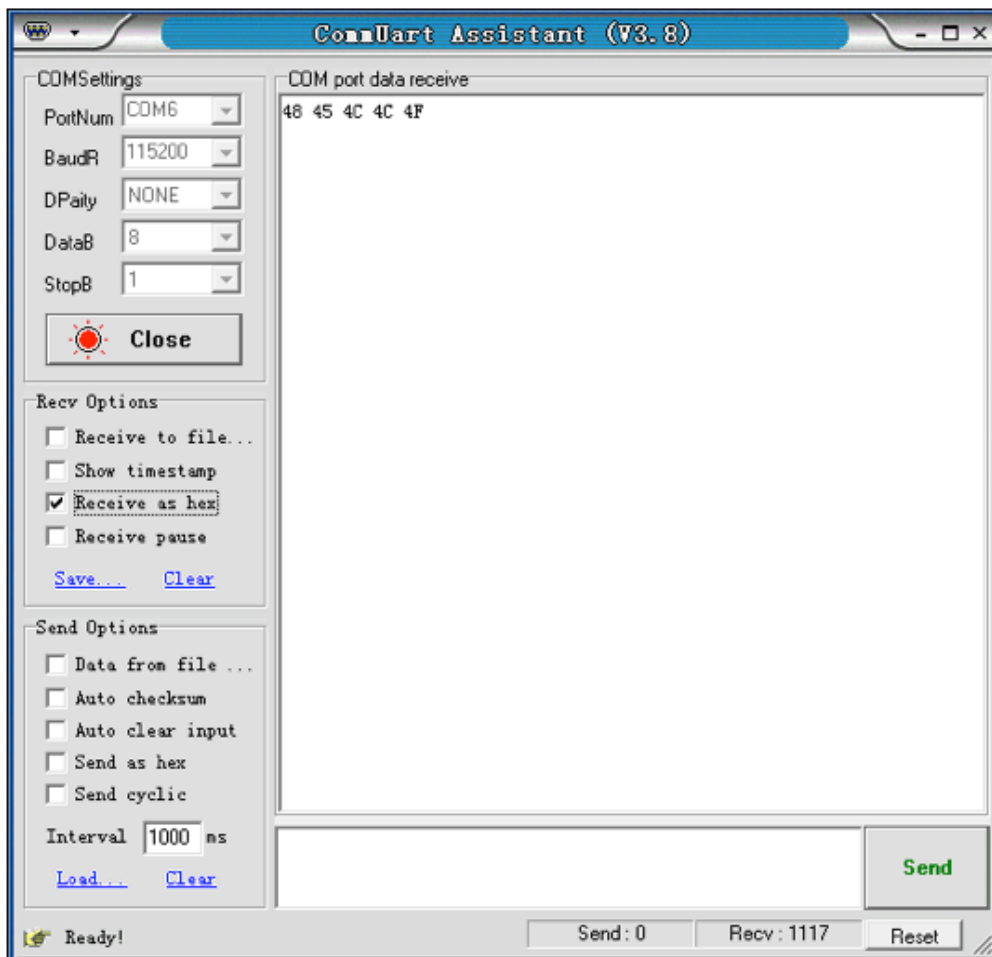 CommUart Assistant (V3.8)
COMSettings
PortNum COM6
BaudR 115200
DPaity NONE
DataB 8
StopB 1
Close
Recv Options
Receive to file...
Show timestamp
Receive as hex
Receive pause
Save... Clear
Send Options
Data from file ...
Auto checksum
Auto clear input
Send as hex
Send cyclic
Interval 1000 ms
Load... Clear
COM port data receive
48 45 4C 4C 4F
Send
Ready!
Send : 0
Recv : 1117
Reset